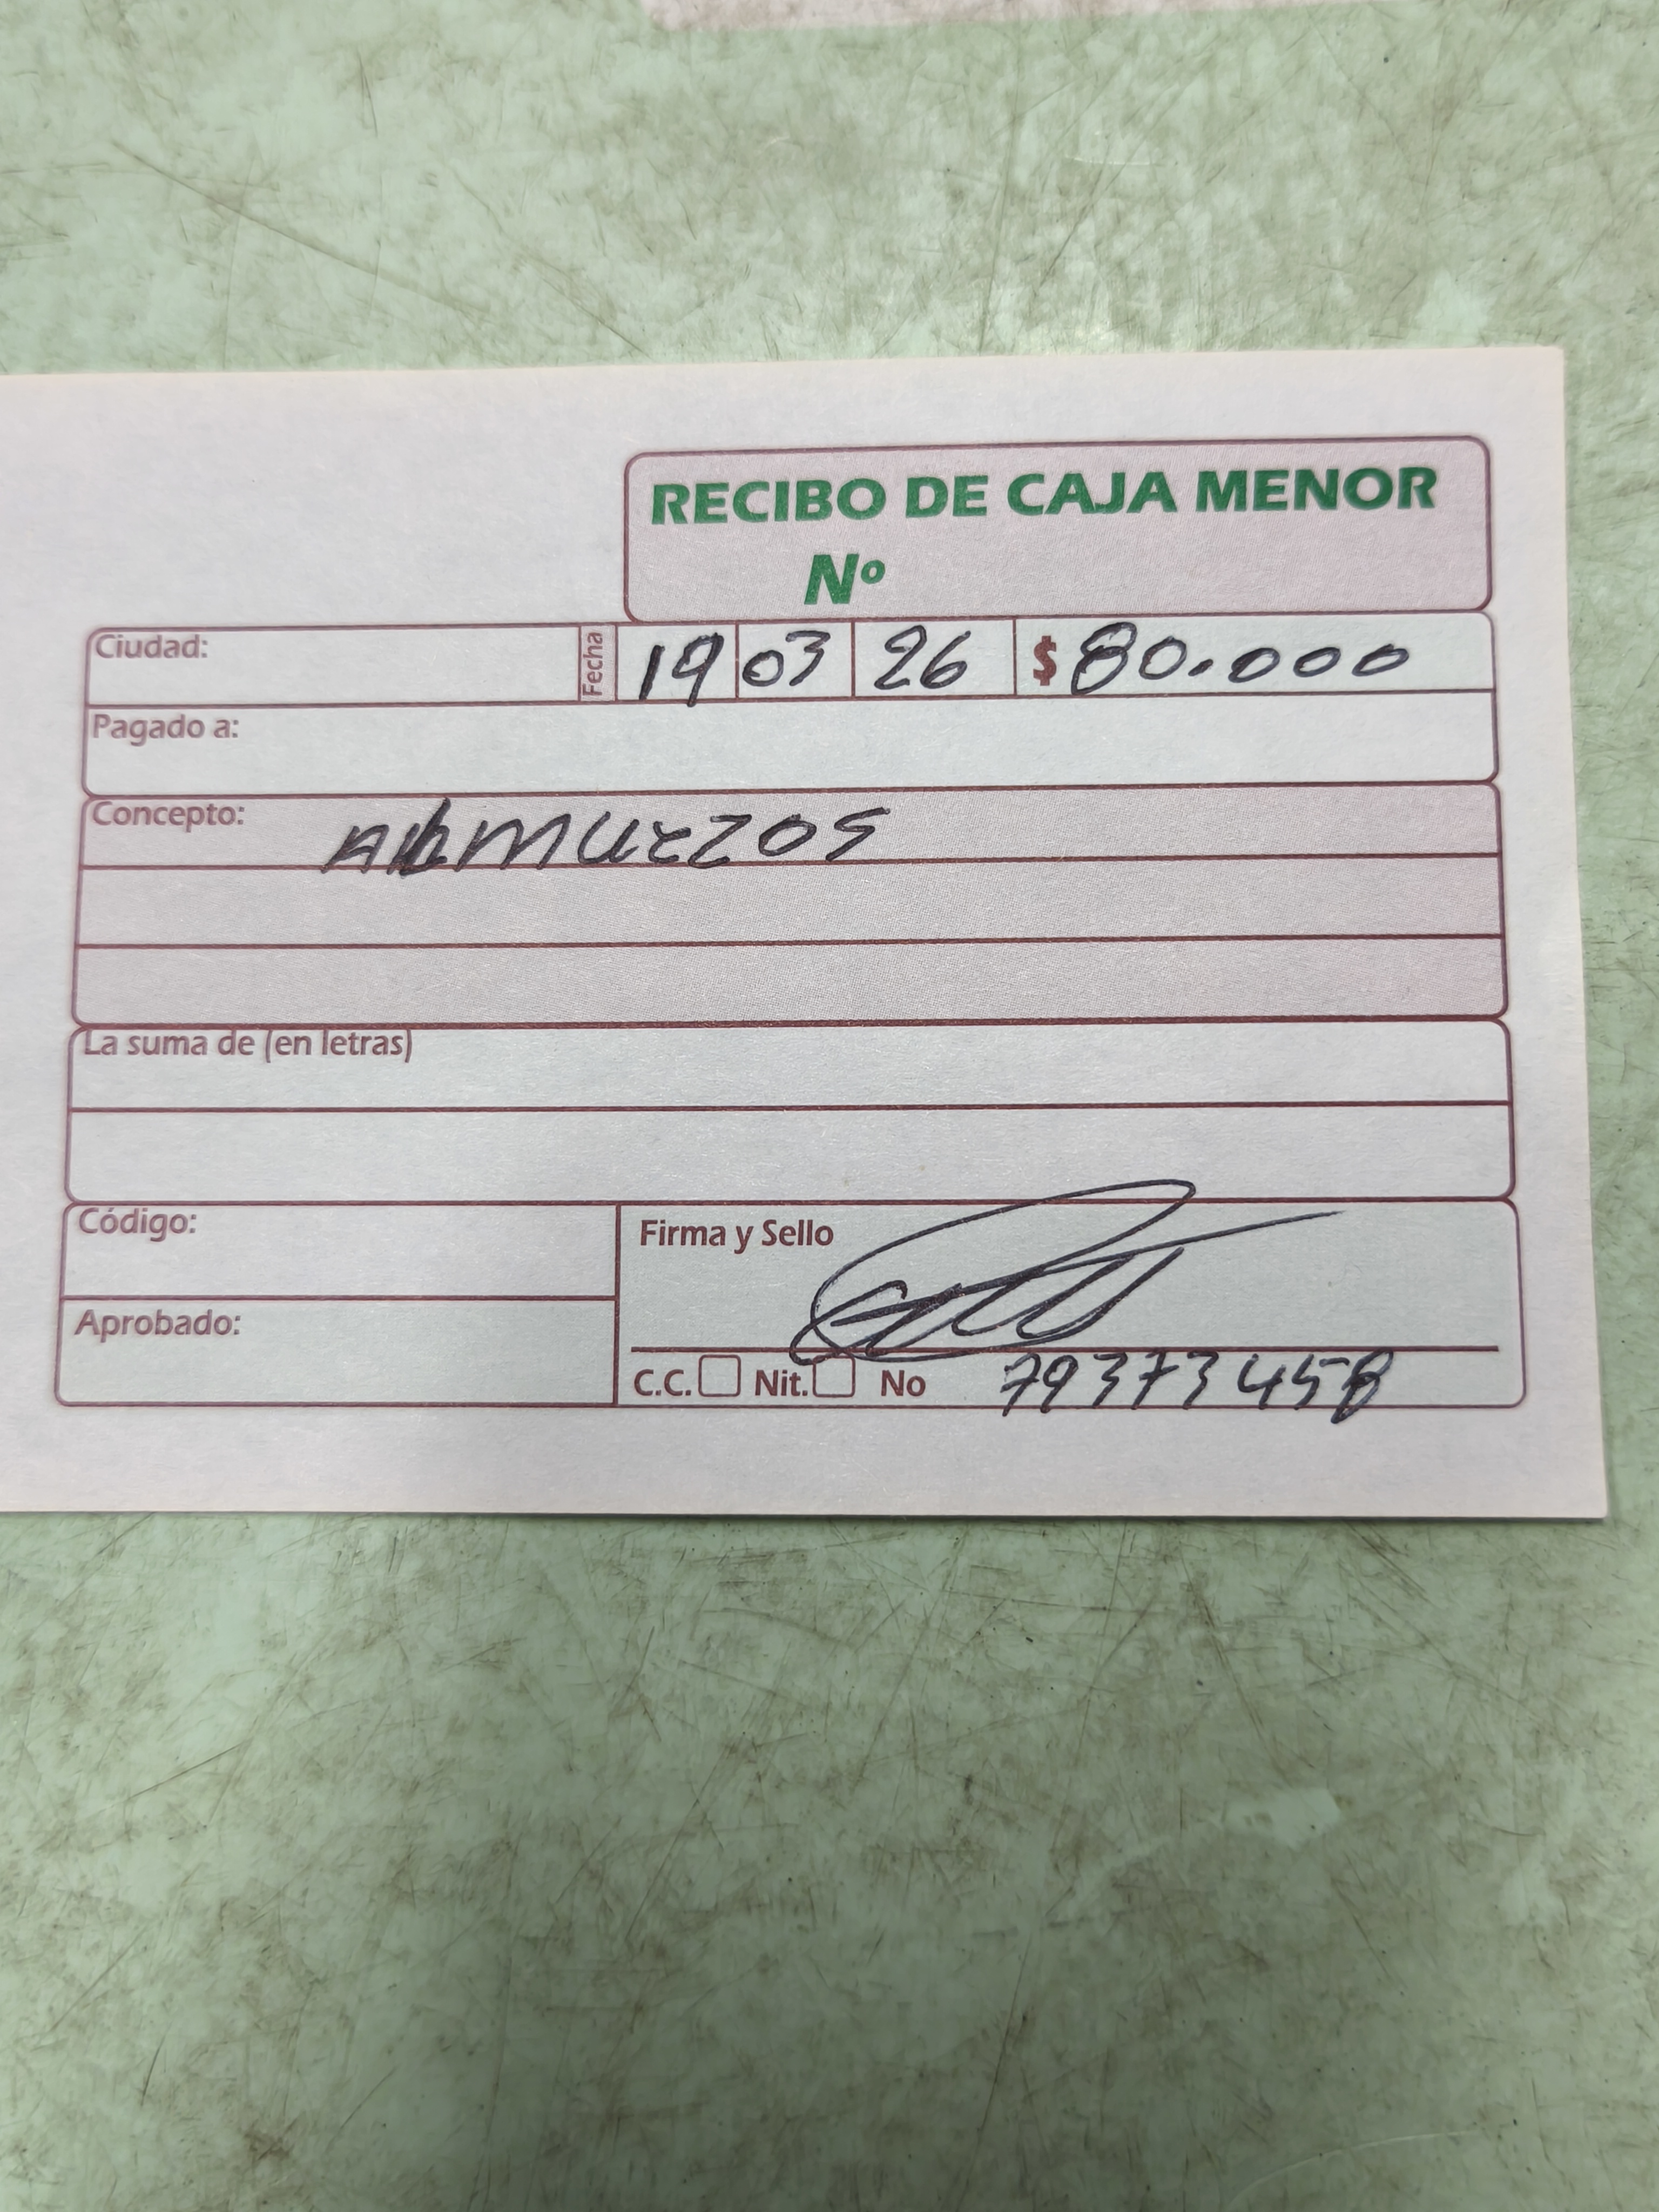 RECIBO DE CAJA MENOR
Nº
Ciudad: Fecha 19 03 26 $ 80.000
Pagado a:
Concepto: Almuezzos
La suma de (en letras)
Código:
Firma y Sello
Aprobado:
C.C. Nit. No 79373458